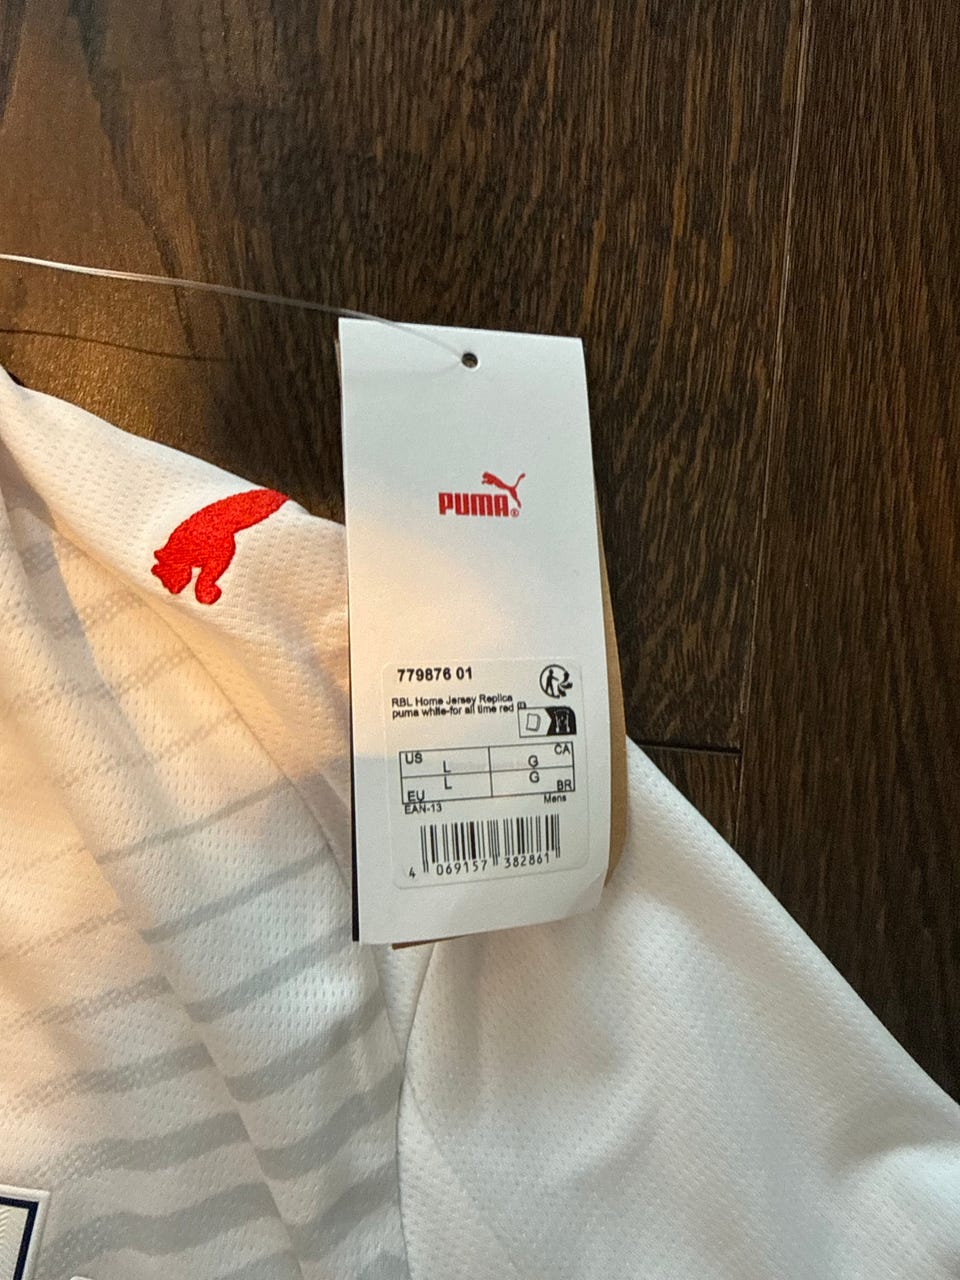 PUMA®
779876 01
RBL Home Jersey Replica
puma white-for all time red
US L G CA
EU L G BR
EAN-13 Mens
4 069157 382861